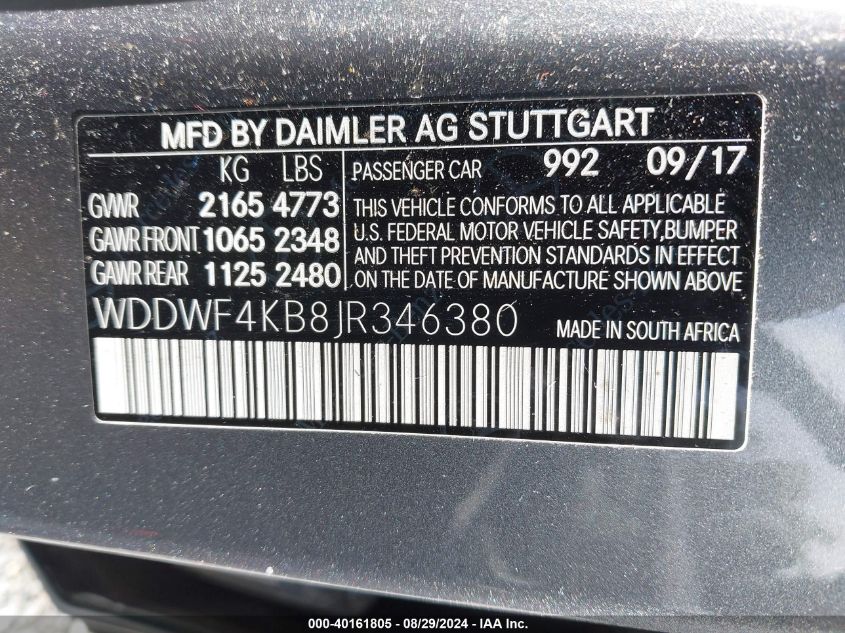 MFD BY DAIMLER AG STUTTGART
KG LBS
PASSENGER CAR 992 09/17
GVWR 2165 4773
GAWR FRONT 1065 2348
GAWR REAR 1125 2480
THIS VEHICLE CONFORMS TO ALL APPLICABLE
U.S. FEDERAL MOTOR VEHICLE SAFETY,BUMPER
AND THEFT PREVENTION STANDARDS IN EFFECT
ON THE DATE OF MANUFACTURE SHOWN ABOVE
WDDWF4KB8JR346380
MADE IN SOUTH AFRICA
000-40161805 - 08/29/2024 - IAA Inc.